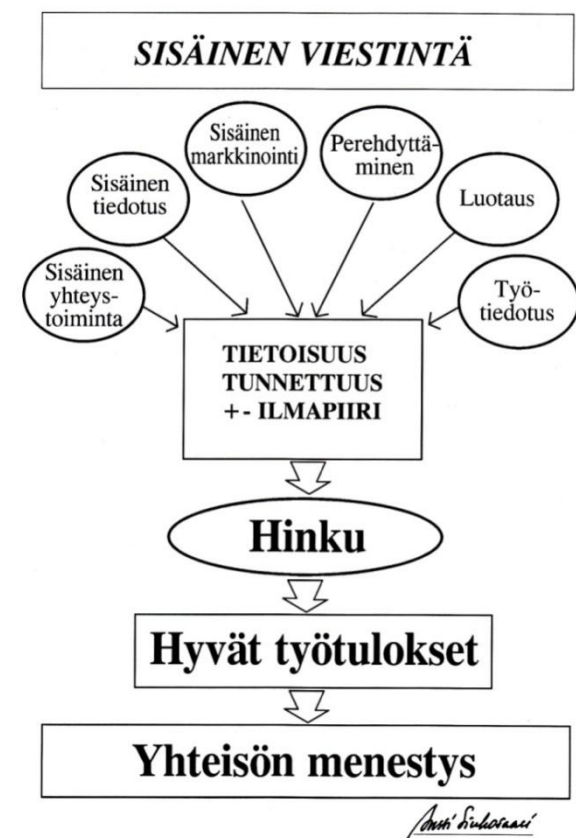 SISÄINEN VIESTINTÄ
Sisäinen
yhteys-
toiminta
Sisäinen
tiedotus
Sisäinen
markkinointi
Perehdyttä-
minen
Luotaus
Työ-
tiedotus
TIETOISUUS
TUNNETTUUS
+- ILMAPIIRI
Hinku
Hyvät työtulokset
Yhteisön menestys